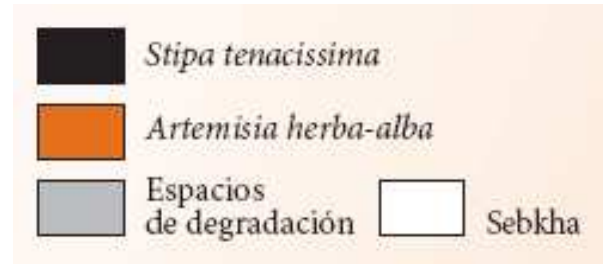 Stipa tenacissima
Artemisia herba-alba
Espacios
de degradación
Sebkha